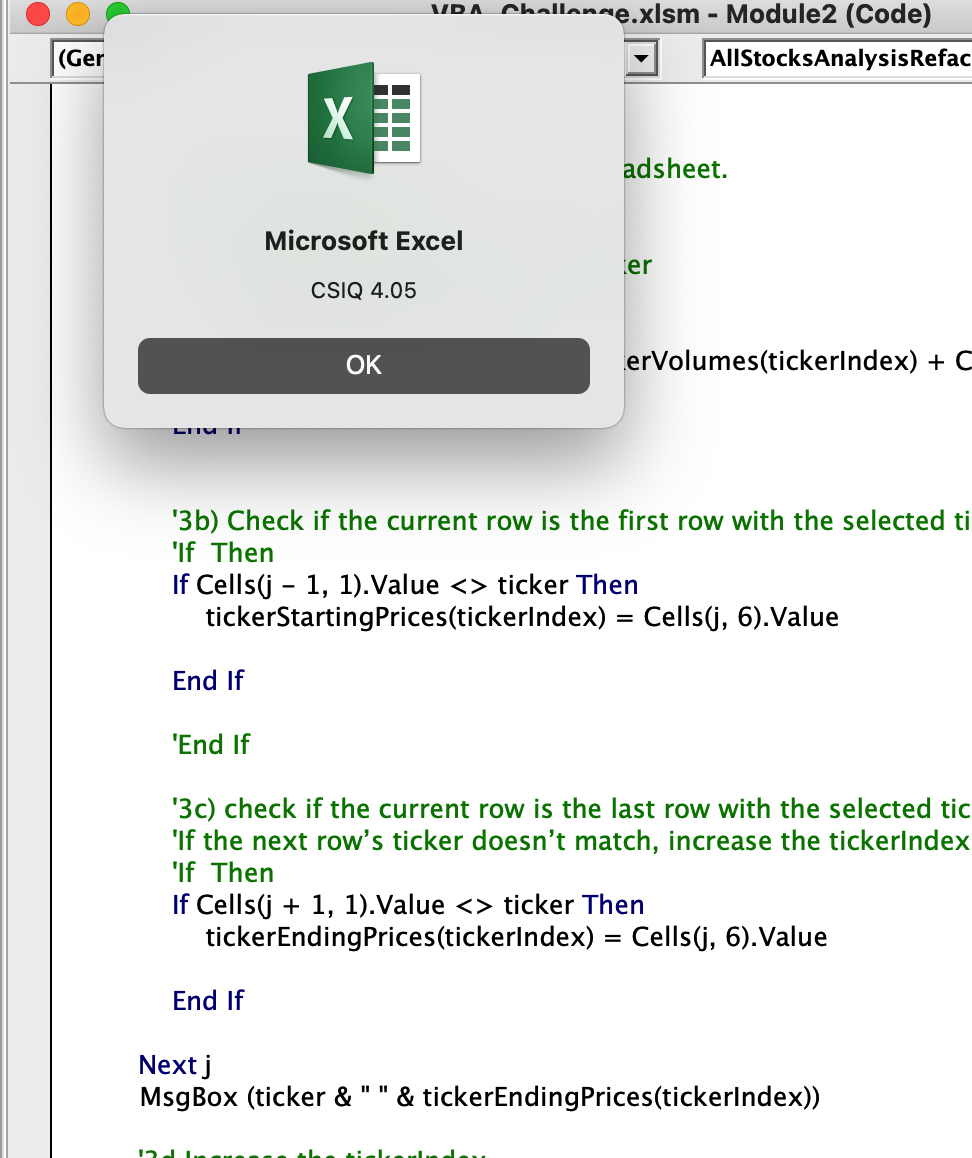 VBA_Challenge.xlsm - Module2 (Code)
(Ger
AllStocksAnalysisRefac
X
adsheet.
Microsoft Excel
er
CSIQ 4.05
OK
erVolumes(tickerIndex) + C
End If
'3b) Check if the current row is the first row with the selected ti
'If  Then
If Cells(j - 1, 1).Value <> ticker Then
tickerStartingPrices(tickerIndex) = Cells(j, 6).Value
End If
'End If
'3c) check if the current row is the last row with the selected tic
'If the next row’s ticker doesn’t match, increase the tickerIndex
'If  Then
If Cells(j + 1, 1).Value <> ticker Then
tickerEndingPrices(tickerIndex) = Cells(j, 6).Value
End If
Next j
MsgBox (ticker & " " & tickerEndingPrices(tickerIndex))
'3d Increase the tickerIndex